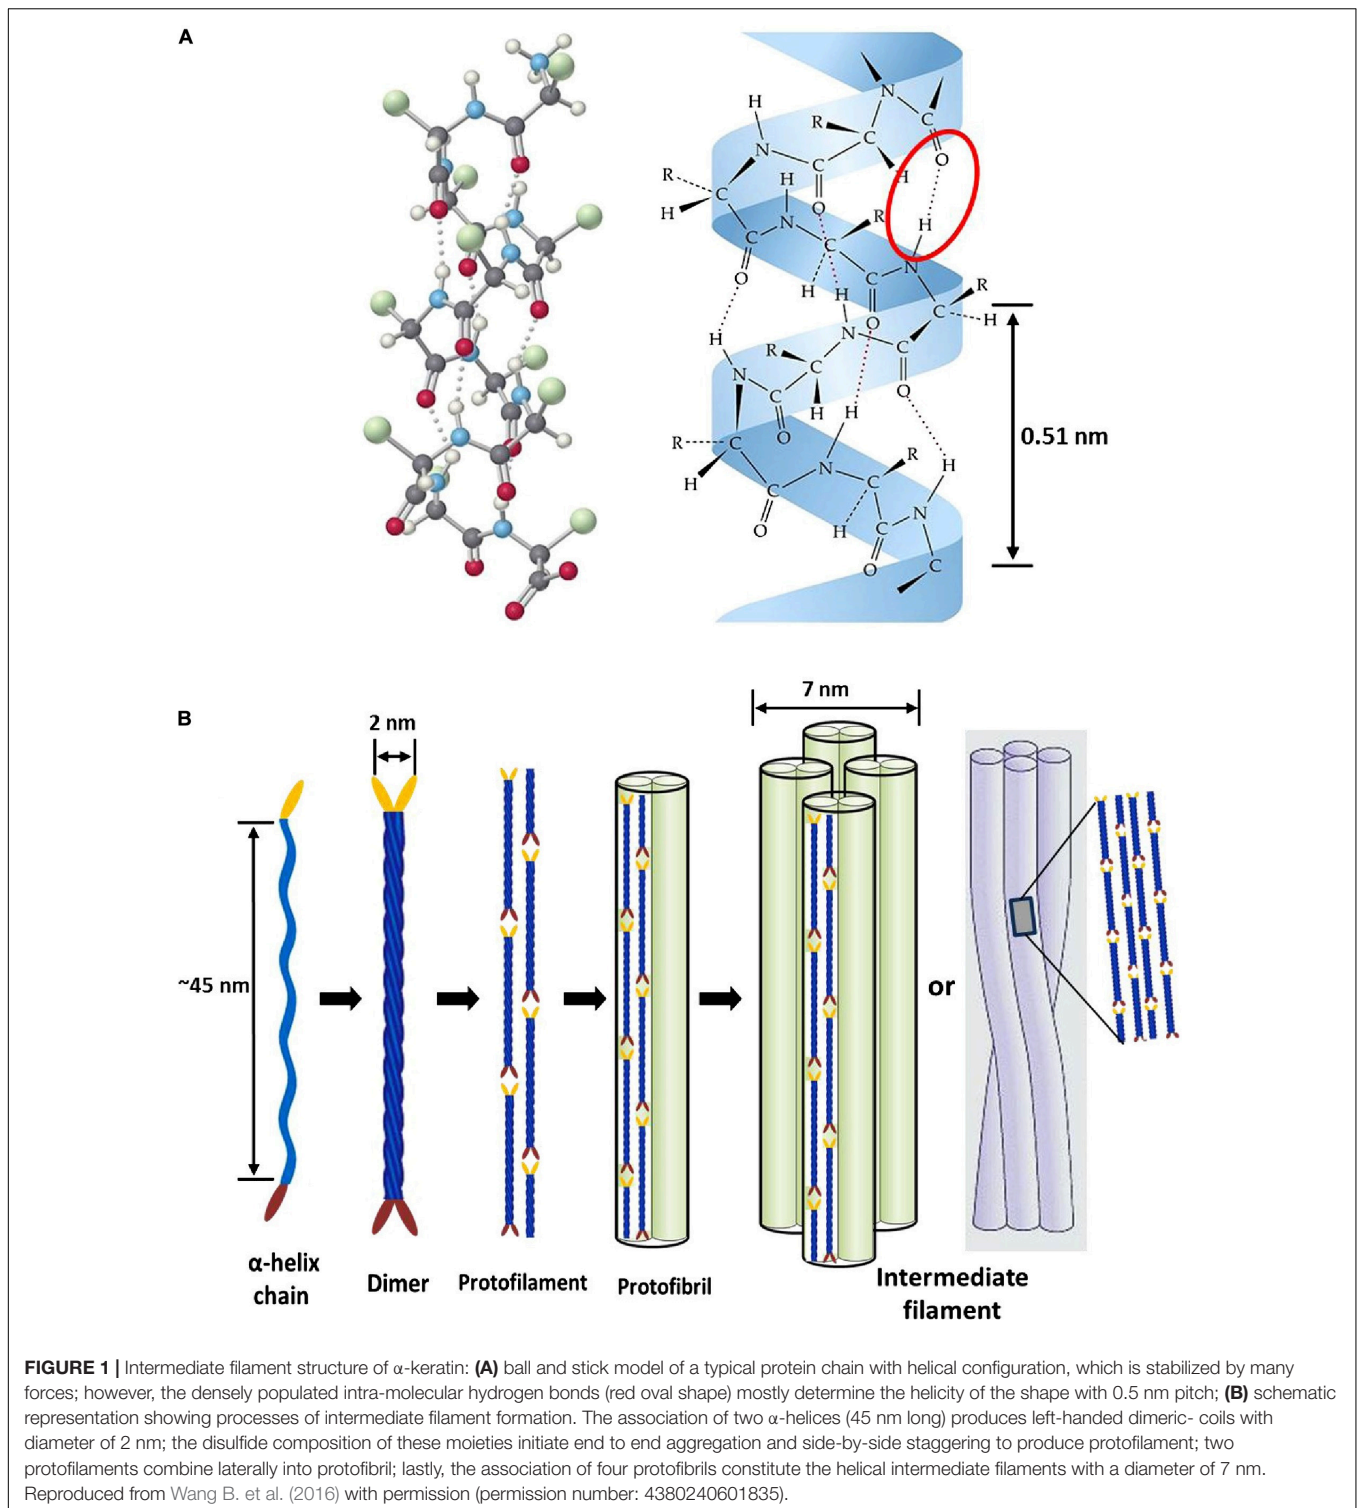 A
H
N
C
R
C
O
C
H
N
C
O
H
R
C
H
H
N
O
R
C
H
C
N
H
O
C
O
H
C
R
H
H
N
C
O
C
O
N
R
C
H
C
O
H
R
C
H
N
C
O
R
C
H
H
N
C
O
C
0.51 nm
B
2 nm
7 nm
~45 nm
or
α-helix
chain
Dimer
Protofilament
Protofibril
Intermediate
filament
FIGURE 1 | Intermediate filament structure of α-keratin: (A) ball and stick model of a typical protein chain with helical configuration, which is stabilized by many
forces; however, the densely populated intra-molecular hydrogen bonds (red oval shape) mostly determine the helicity of the shape with 0.5 nm pitch; (B) schematic
representation showing processes of intermediate filament formation. The association of two α-helices (45 nm long) produces left-handed dimeric- coils with
diameter of 2 nm; the disulfide composition of these moieties initiate end to end aggregation and side-by-side staggering to produce protofilament; two
protofilaments combine laterally into protofibril; lastly, the association of four protofibrils constitute the helical intermediate filaments with a diameter of 7 nm.
Reproduced from Wang B. et al. (2016) with permission (permission number: 4380240601835).